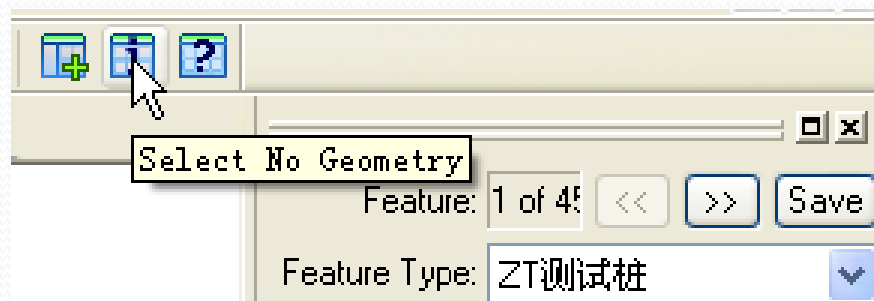 Select No Geometry
Feature: 1 of 45 << >> Save
Feature Type: ZT测试桩